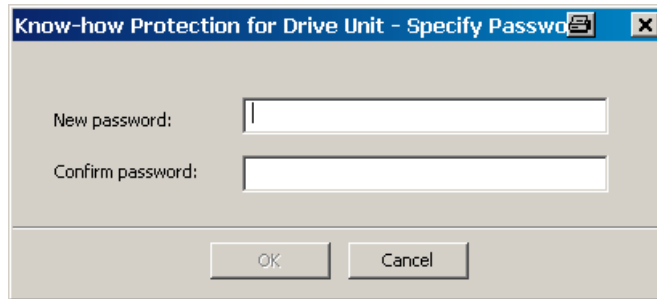 Know-how Protection for Drive Unit - Specify Passwo
New password:
Confirm password:
OK
Cancel